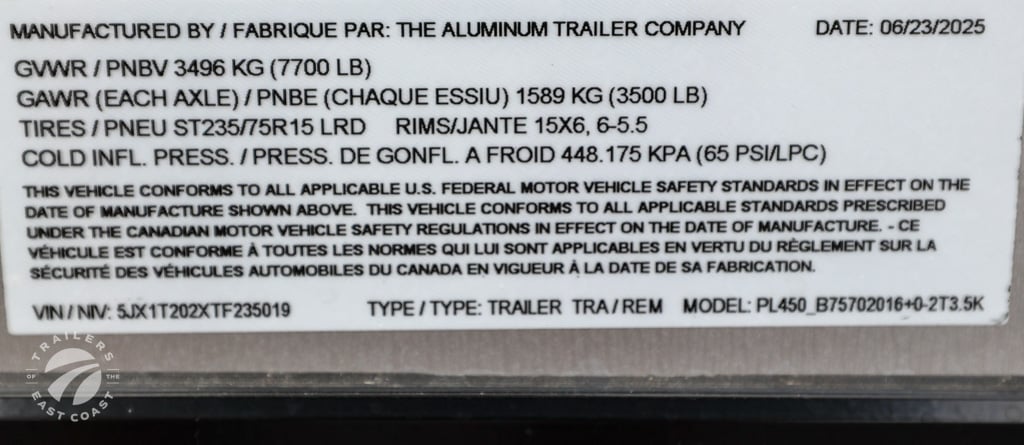 MANUFACTURED BY / FABRIQUE PAR: THE ALUMINUM TRAILER COMPANY DATE: 06/23/2025
GVWR / PNBV 3496 KG (7700 LB)
GAWR (EACH AXLE) / PNBE (CHAQUE ESSIU) 1589 KG (3500 LB)
TIRES / PNEU ST235/75R15 LRD RIMS/JANTE 15X6, 6-5.5
COLD INFL. PRESS. / PRESS. DE GONFL. A FROID 448.175 KPA (65 PSI/LPC)
THIS VEHICLE CONFORMS TO ALL APPLICABLE U.S. FEDERAL MOTOR VEHICLE SAFETY STANDARDS IN EFFECT ON THE
DATE OF MANUFACTURE SHOWN ABOVE. THIS VEHICLE CONFORMS TO ALL APPLICABLE STANDARDS PRESCRIBED
UNDER THE CANADIAN MOTOR VEHICLE SAFETY REGULATIONS IN EFFECT ON THE DATE OF MANUFACTURE. - CE
VÉHICULE EST CONFORME À TOUTES LES NORMES QUI LUI SONT APPLICABLES EN VERTU DU RÈGLEMENT SUR LA
SÉCURITÉ DES VÉHICULES AUTOMOBILES DU CANADA EN VIGUEUR À LA DATE DE SA FABRICATION.
VIN / NIV: 5JX1T202XTF235019 TYPE / TYPE: TRAILER TRA / REM MODEL: PL450_B75702016+0-2T3.5K
TRAILERS
OF THE
EAST COAST